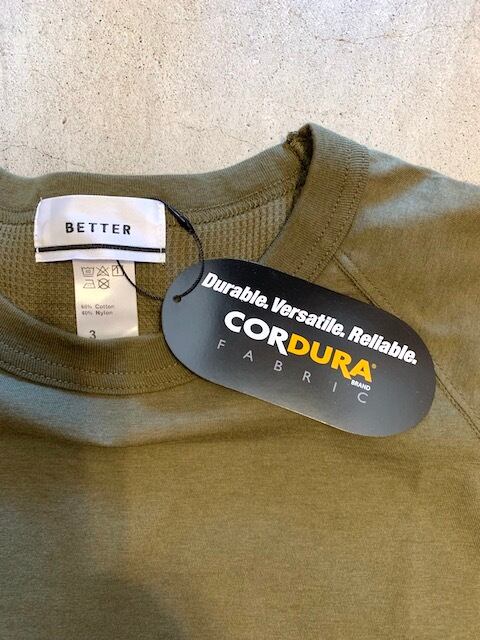 BETTER
60% Cotton
40% Nylon
3
Durable. Versatile. Reliable.
CORDURA®
BRAND
FABRIC